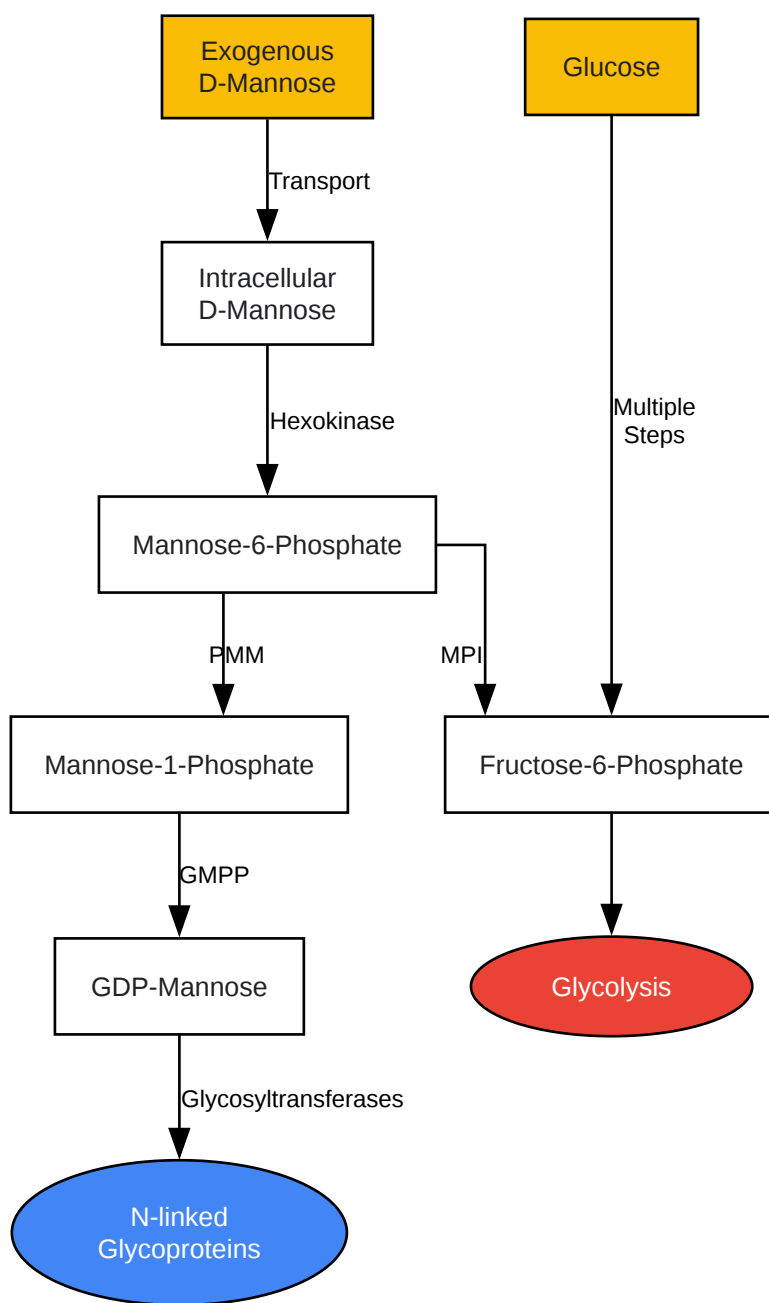 Exogenous
D-Mannose
Glucose
Transport
Intracellular
D-Mannose
Hexokinase
Multiple
Steps
Mannose-6-Phosphate
PMM
MPI
Mannose-1-Phosphate
Fructose-6-Phosphate
GMPP
GDP-Mannose
Glycolysis
Glycosyltransferases
N-linked
Glycoproteins